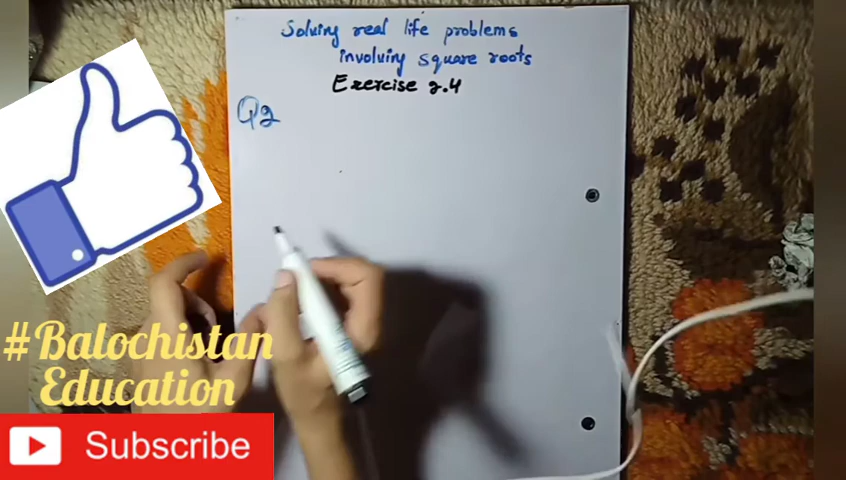 Solving real life problems
involving square roots
Exercise 2.4
Q2
#Balochistan
Education
Subscribe